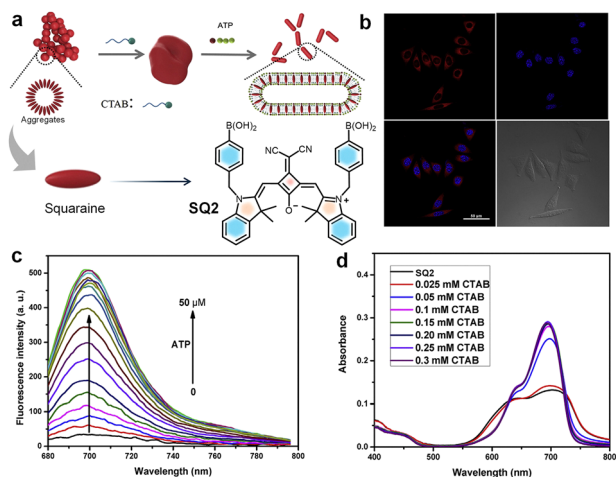 a
ATP
CTAB:
Aggregates
Squaraine
SQ2
B(OH)2
B(OH)2
NC
CN
N
O-
N+
b
50 μm
c
Fluorescence intensity (a. u.)
500
400
300
200
100
0
680 700 720 740 760 780 800
Wavelength (nm)
50 μM
ATP
0
d
Absorbance
0.4
0.3
0.2
0.1
0.0
400 500 600 700 800
Wavelength (nm)
SQ2
0.025 mM CTAB
0.05 mM CTAB
0.1 mM CTAB
0.15 mM CTAB
0.20 mM CTAB
0.25 mM CTAB
0.3 mM CTAB